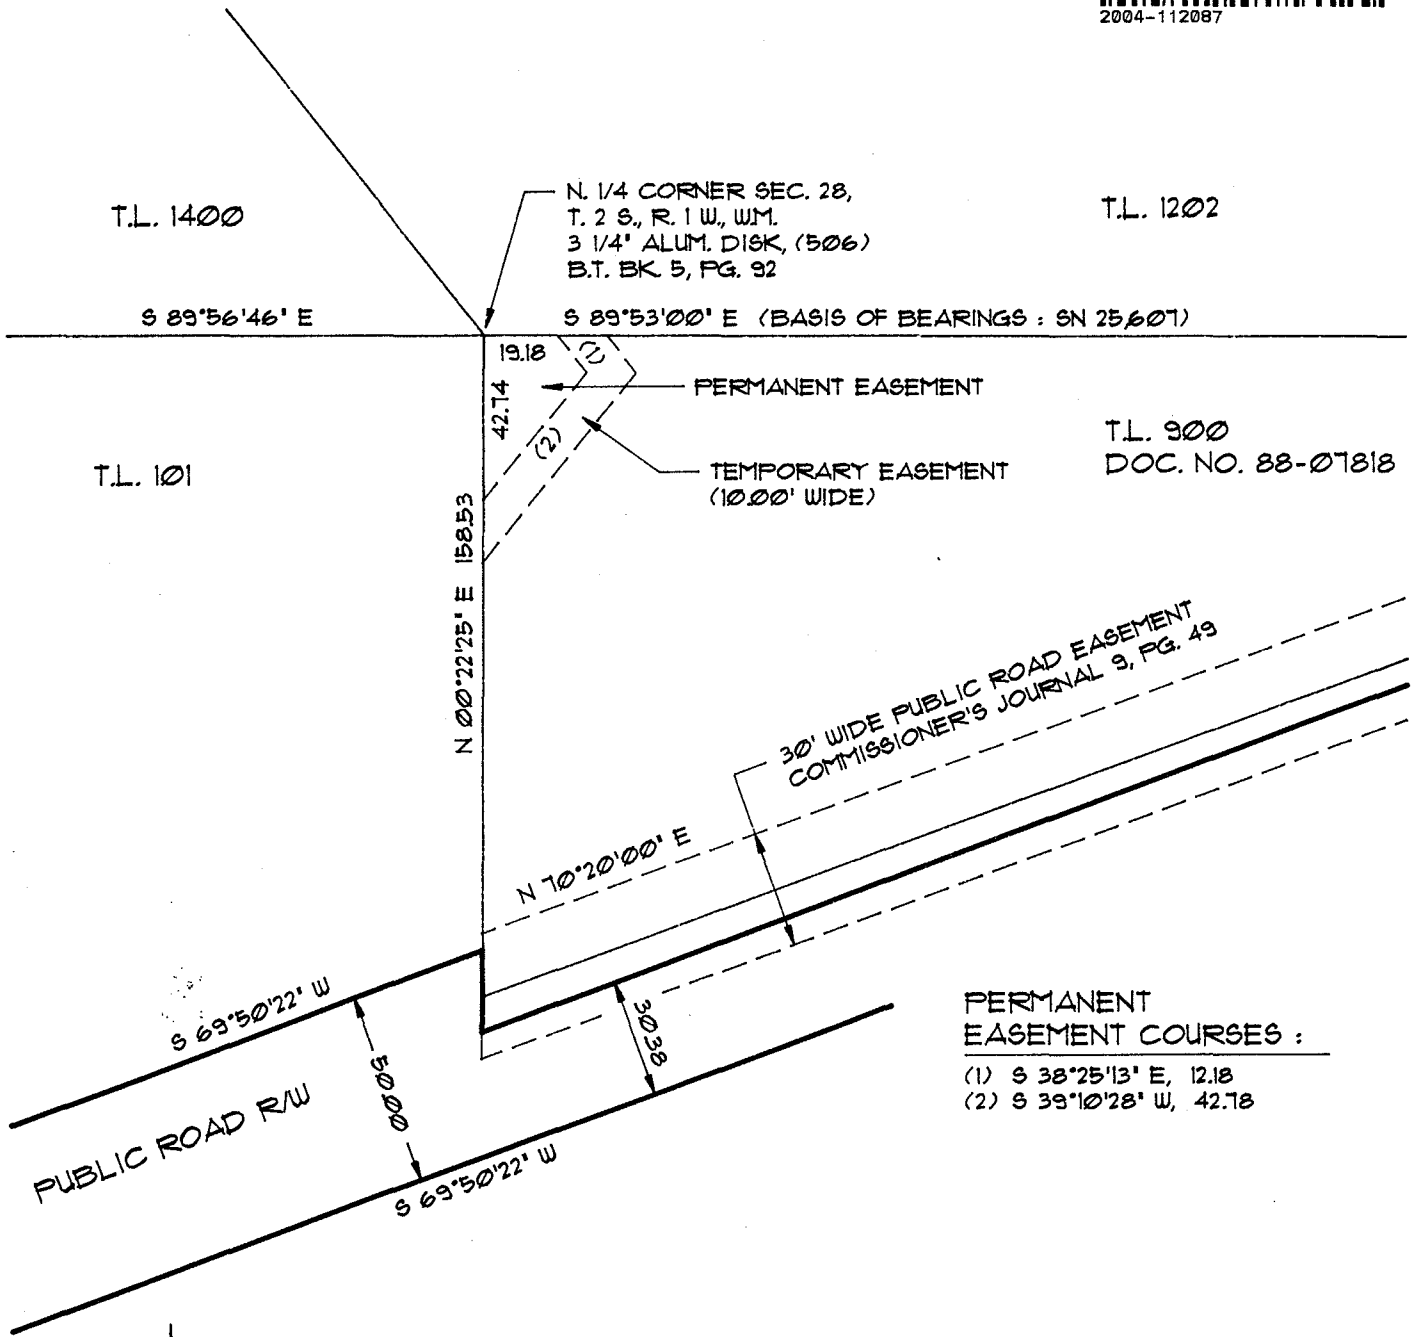 2004-112087
T.L. 1400
N. 1/4 CORNER SEC. 28,
T. 2 S., R. 1 W., W.M.
3 1/4" ALUM. DISK, (506)
B.T. BK. 5, PG. 92
T.L. 1202
S 89°56'46" E
S 89°53'00" E (BASIS OF BEARINGS : SN 25,607)
19.18
(1)
42.74
PERMANENT EASEMENT
(2)
T.L. 900
DOC. NO. 88-07818
T.L. 101
TEMPORARY EASEMENT
(10.00' WIDE)
N 00°22'25" E 158.53
30' WIDE PUBLIC ROAD EASEMENT
COMMISSIONER'S JOURNAL 9, PG. 49
N 70°20'00" E
S 69°50'22" W
50.00
30.38
PUBLIC ROAD R/W
S 69°50'22" W
PERMANENT
EASEMENT COURSES :
(1) S 38°25'13" E, 12.18
(2) S 39°10'28" W, 42.78